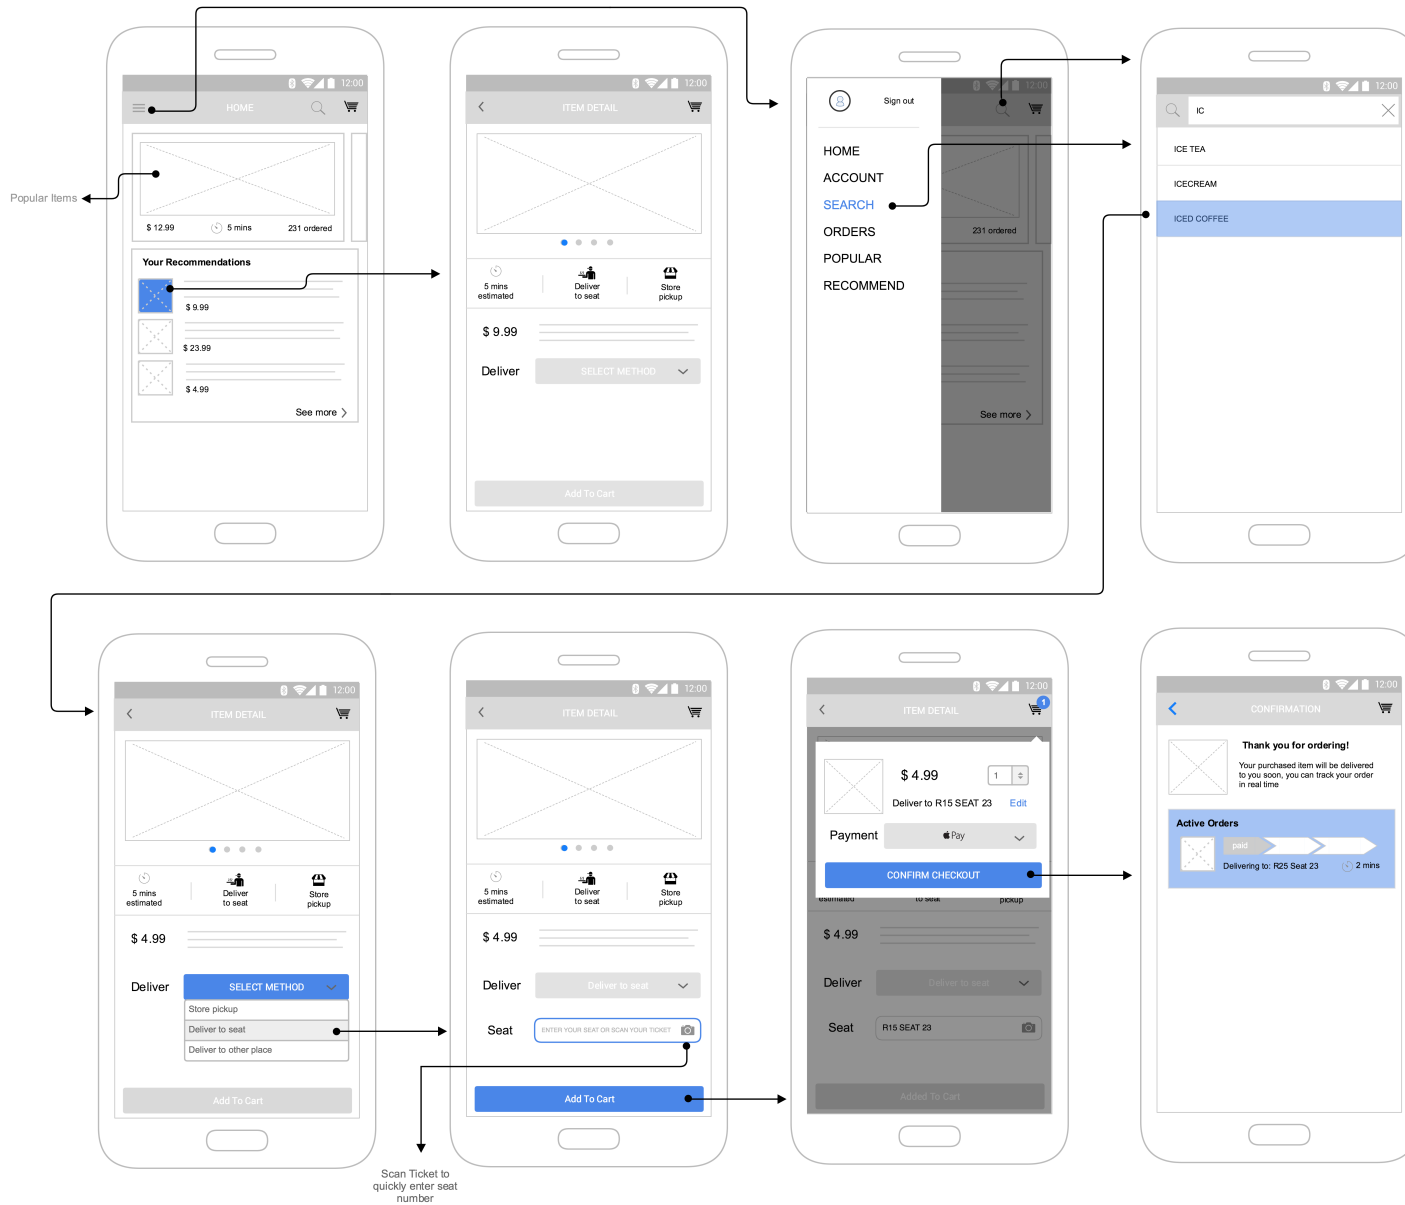 12:00
HOME
Popular Items
$ 12.99
5 mins
231 ordered
Your Recommendations
$ 9.99
$ 23.99
$ 4.99
See more
12:00
ITEM DETAIL
5 mins
estimated
Deliver
to seat
Store
pickup
$ 9.99
Deliver
SELECT METHOD
Add To Cart
12:00
Sign out
HOME
ACCOUNT
SEARCH
ORDERS
POPULAR
RECOMMEND
231 ordered
See more
12:00
IC
ICE TEA
ICECREAM
ICED COFFEE
12:00
ITEM DETAIL
5 mins
estimated
Deliver
to seat
Store
pickup
$ 4.99
Deliver
SELECT METHOD
Store pickup
Deliver to seat
Deliver to other place
Add To Cart
12:00
ITEM DETAIL
5 mins
estimated
Deliver
to seat
Store
pickup
$ 4.99
Deliver
Deliver to seat
Seat
ENTER YOUR SEAT OR SCAN YOUR TICKET
Add To Cart
Scan Ticket to
quickly enter seat
number
12:00
ITEM DETAIL
1
$ 4.99
1
Deliver to R15 SEAT 23
Edit
Payment
Pay
CONFIRM CHECKOUT
estimated
to seat
pickup
$ 4.99
Deliver
Deliver to seat
Seat
R15 SEAT 23
Added To Cart
12:00
CONFIRMATION
Thank you for ordering!
Your purchased item will be delivered
to you soon, you can track your order
in real time
Active Orders
paid
Delivering to: R25 Seat 23
2 mins